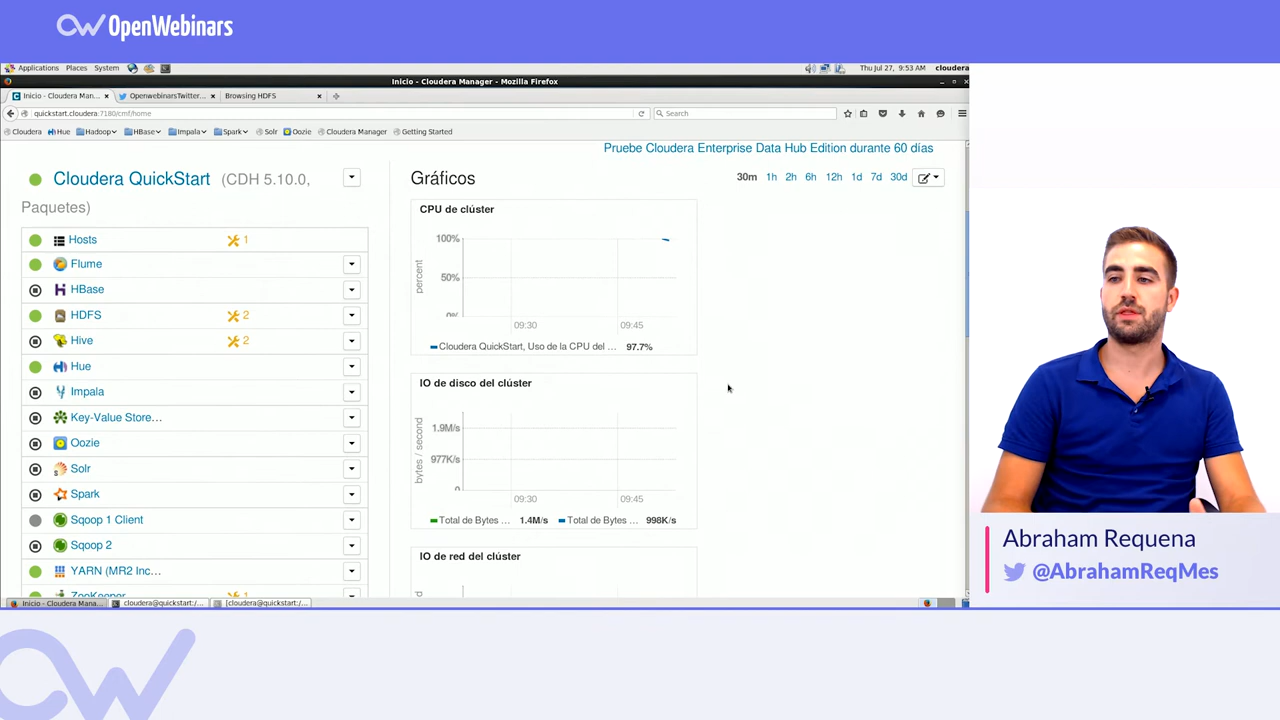 OpenWebinars
Applications Places System Thu Jul 27, 9:53 AM cloudera
Inicio - Cloudera Manager - Mozilla Firefox
Inicio - Cloudera Man... OpenwebinarsTwitter... Browsing HDFS
quickstart.cloudera:7180/cmf/home Search
Cloudera Hue Hadoop HBase Impala Spark Solr Oozie Cloudera Manager Getting Started
Pruebe Cloudera Enterprise Data Hub Edition durante 60 días
Cloudera QuickStart (CDH 5.10.0,
Paquetes)
Hosts 1
Flume
HBase
HDFS 2
Hive 2
Hue
Impala
Key-Value Store...
Oozie
Solr
Spark
Sqoop 1 Client
Sqoop 2
YARN (MR2 Inc...
ZooKeeper 1
Gráficos 30m 1h 2h 6h 12h 1d 7d 30d
CPU de clúster
percent
100%
50%
0%
09:30 09:45
Cloudera QuickStart, Uso de la CPU del ... 97.7%
IO de disco del clúster
bytes / second
1.9M/s
977K/s
0
09:30 09:45
Total de Bytes ... 1.4M/s Total de Bytes ... 998K/s
IO de red del clúster
Inicio - Cloudera Mana... cloudera@quickstart:/... [cloudera@quickstart:/...
Abraham Requena
@AbrahamReqMes